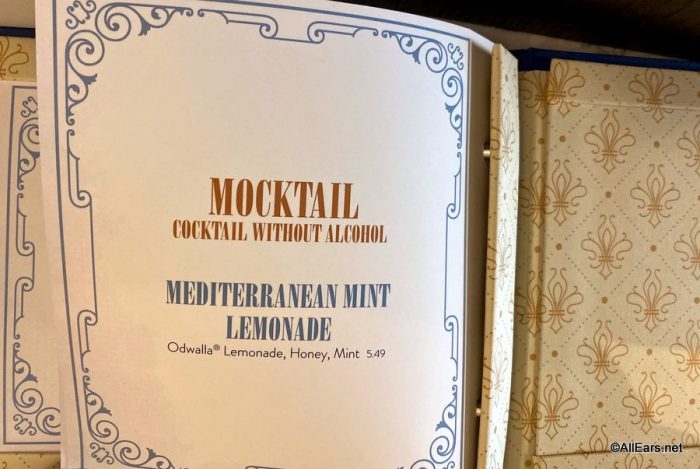 MOCKTAIL
COCKTAIL WITHOUT ALCOHOL
MEDITERRANEAN MINT
LEMONADE
Odwalla® Lemonade, Honey, Mint 5.49
©AllEars.net